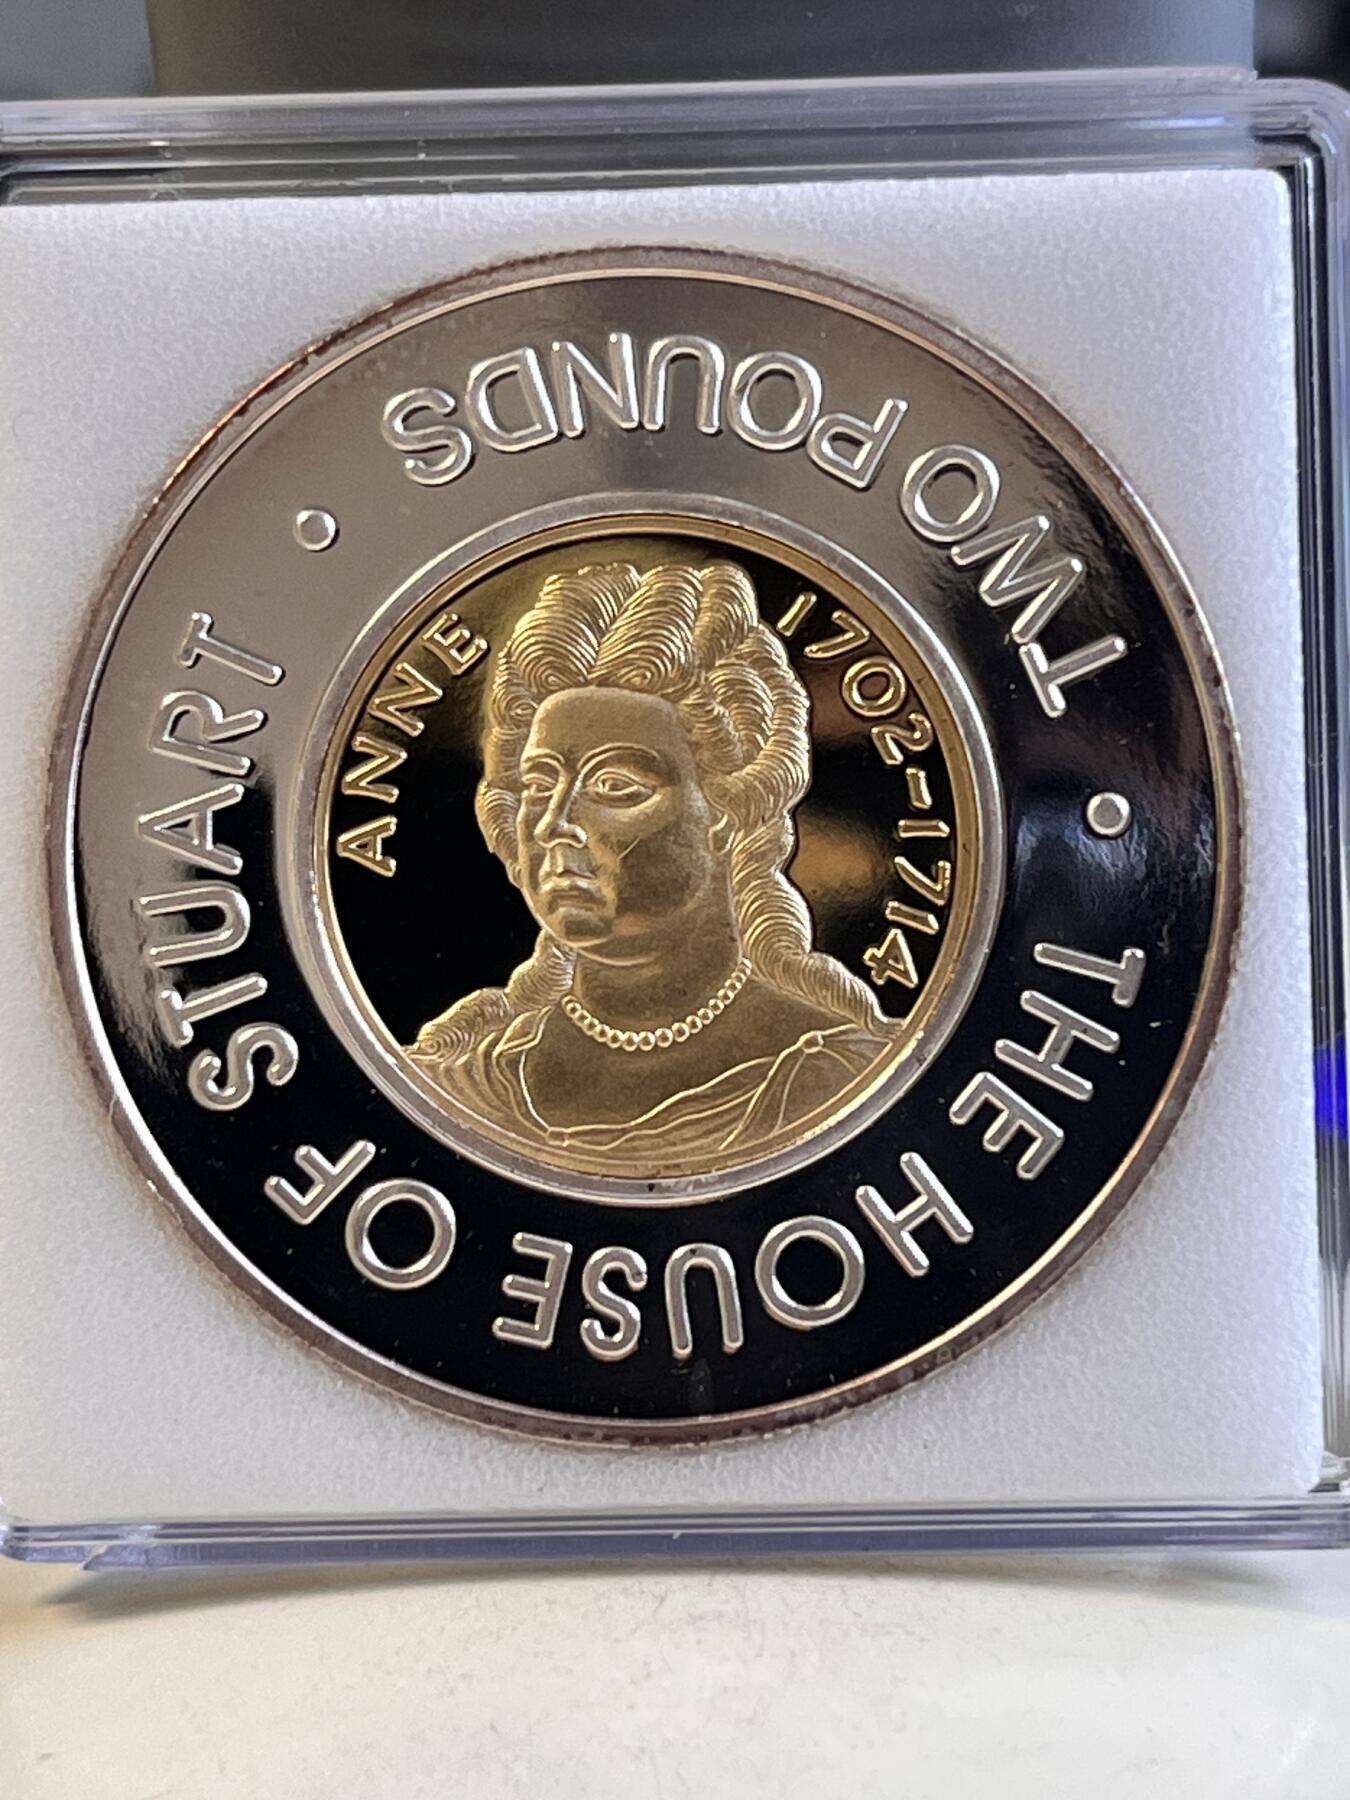 THE HOUSE OF STUART •
TWO POUNDS •
ANNE 1702-1714